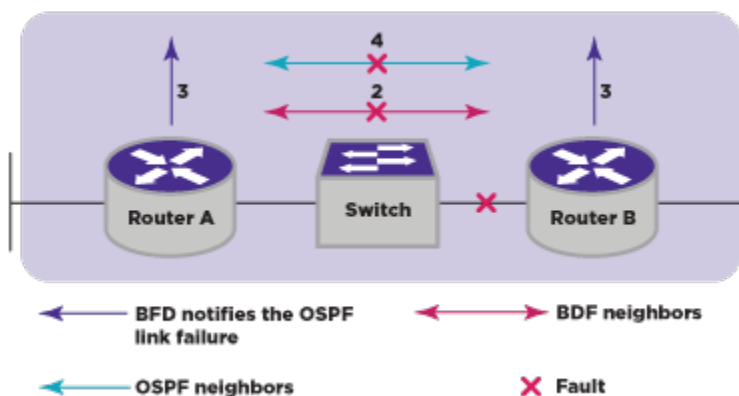 4
3
2
3
Router A
Switch
Router B
BFD notifies the OSPF
link failure
BDF neighbors
OSPF neighbors
Fault